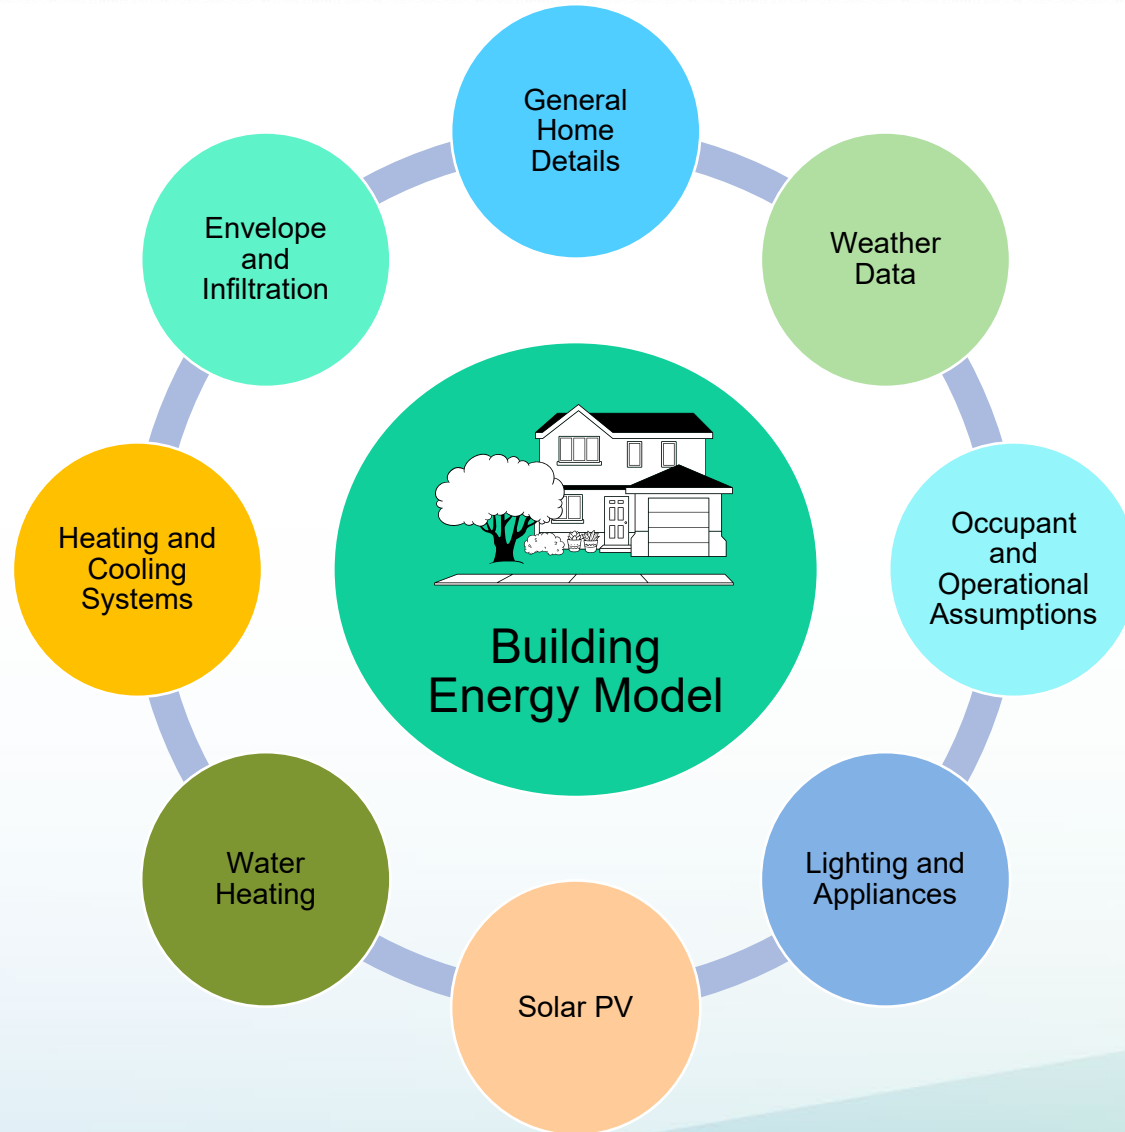 General
Home
Details
Weather
Data
Occupant
and
Operational
Assumptions
Lighting and
Appliances
Solar PV
Water
Heating
Heating and
Cooling
Systems
Envelope
and
Infiltration
Building
Energy Model